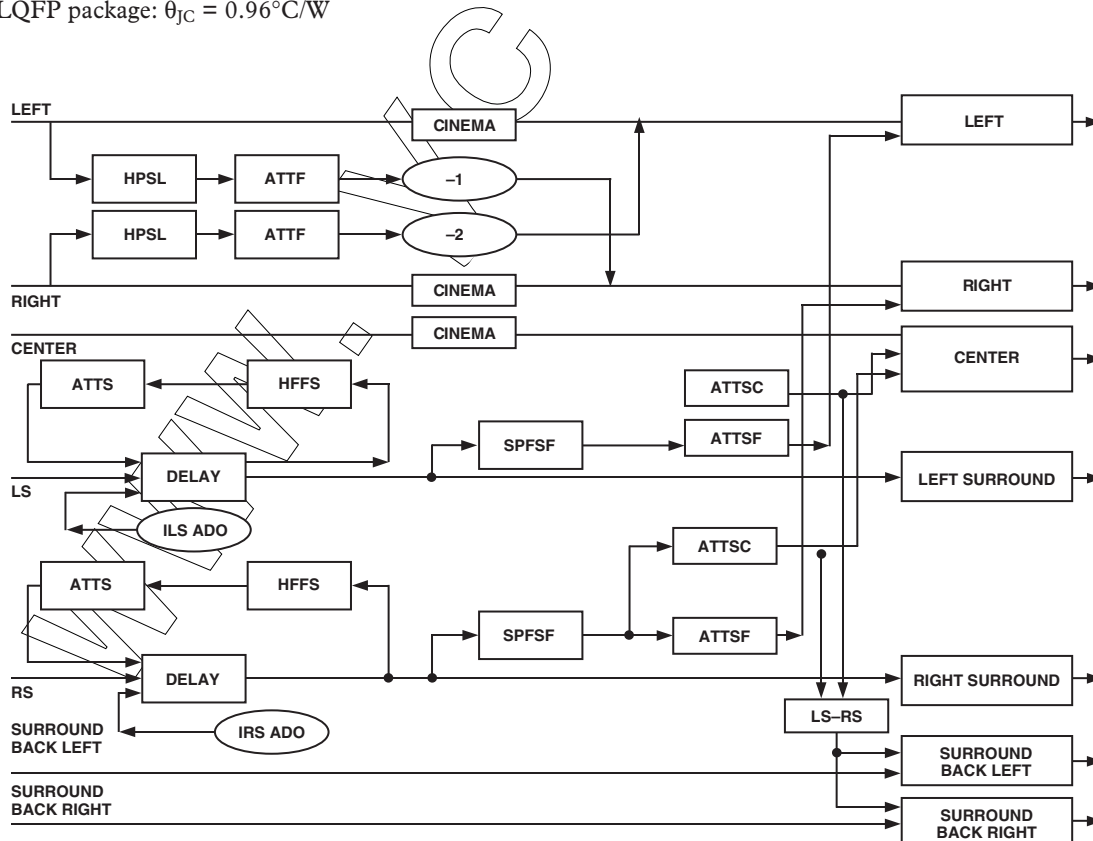 LQFP package: θJC = 0.96°C/W
LEFT
CINEMA
LEFT
HPSL
ATTF
–1
HPSL
ATTF
–2
RIGHT
CINEMA
RIGHT
CENTER
CINEMA
CENTER
ATTS
HFFS
ATTSC
SPFSF
ATTSF
LS
DELAY
LEFT SURROUND
ILS ADO
ATTSC
ATTS
HFFS
SPFSF
ATTSF
RS
DELAY
RIGHT SURROUND
LS–RS
SURROUND
BACK LEFT
IRS ADO
SURROUND
BACK LEFT
SURROUND
BACK RIGHT
SURROUND
BACK RIGHT